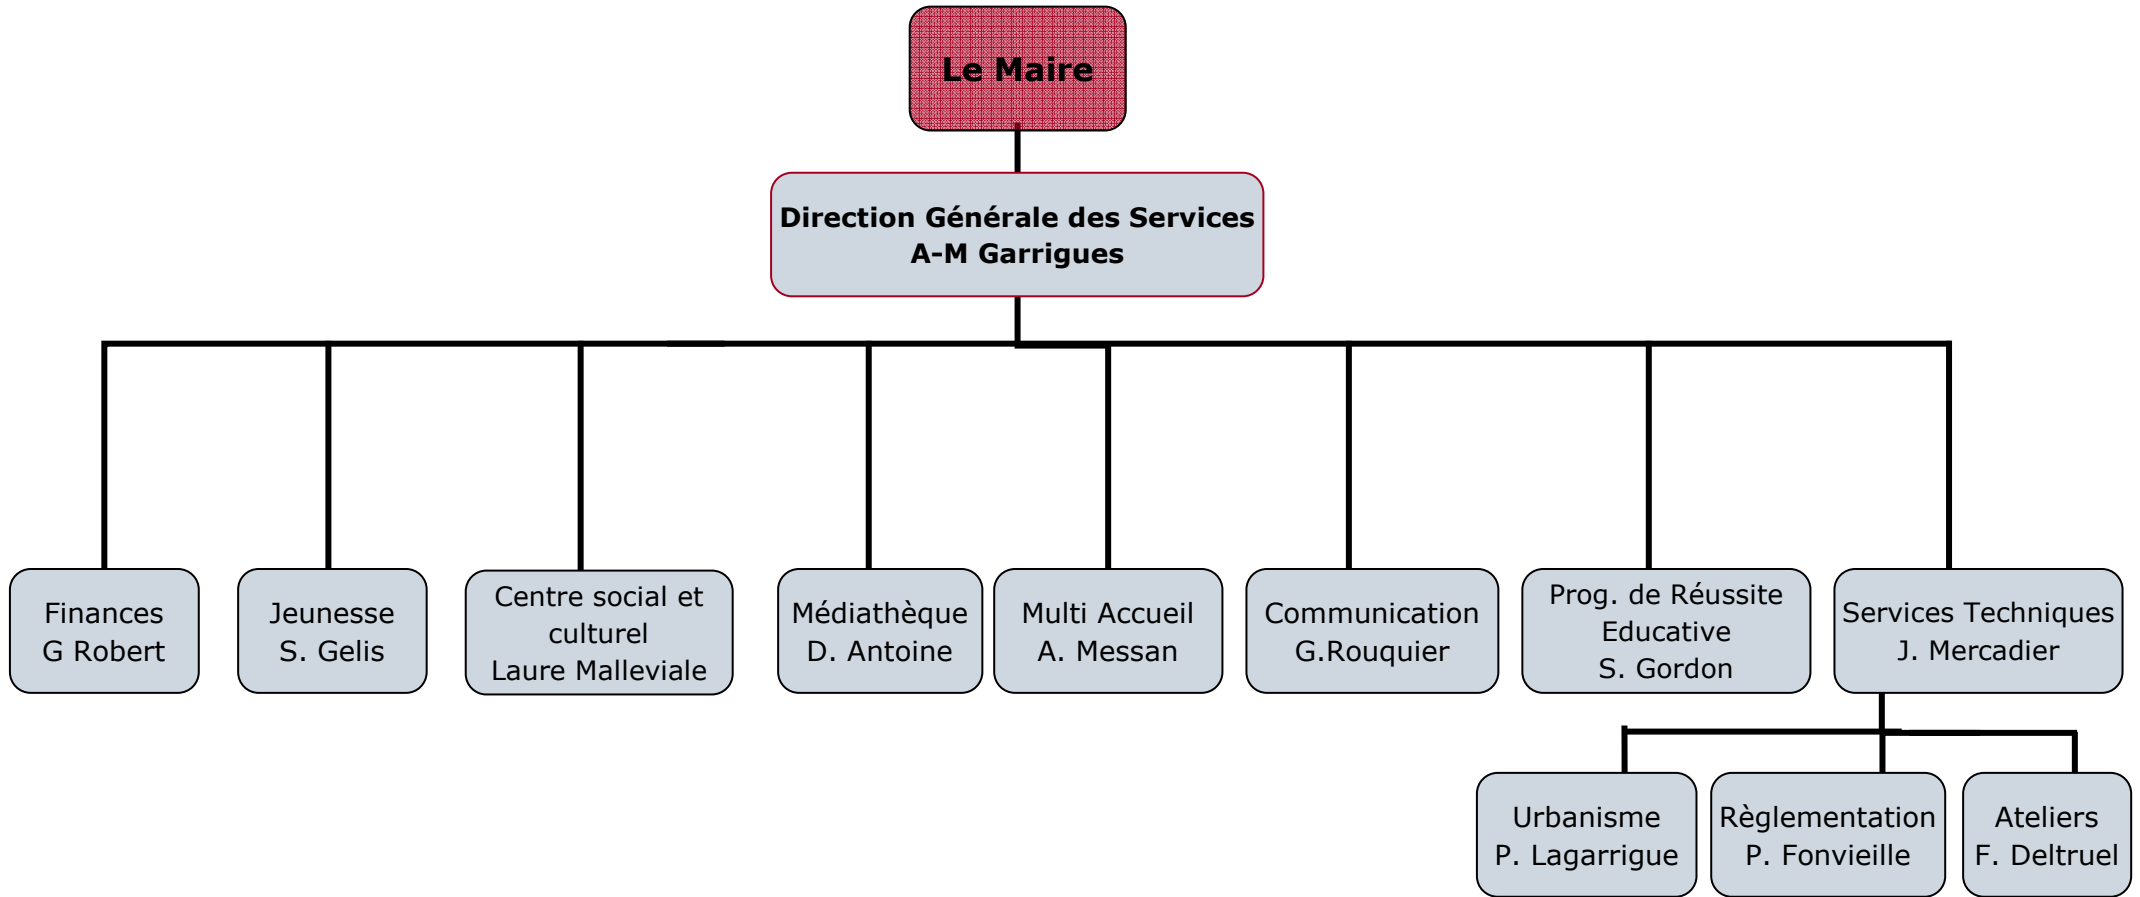 Le Maire
Direction Générale des Services
A-M Garrigues
Finances
G Robert
Jeunesse
S. Gelis
Centre social et
culturel
Laure Malleviale
Médiathèque
D. Antoine
Multi Accueil
A. Messan
Communication
G.Rouquier
Prog. de Réussite
Educative
S. Gordon
Services Techniques
J. Mercadier
Urbanisme
P. Lagarrigue
Règlementation
P. Fonvieille
Ateliers
F. Deltruel